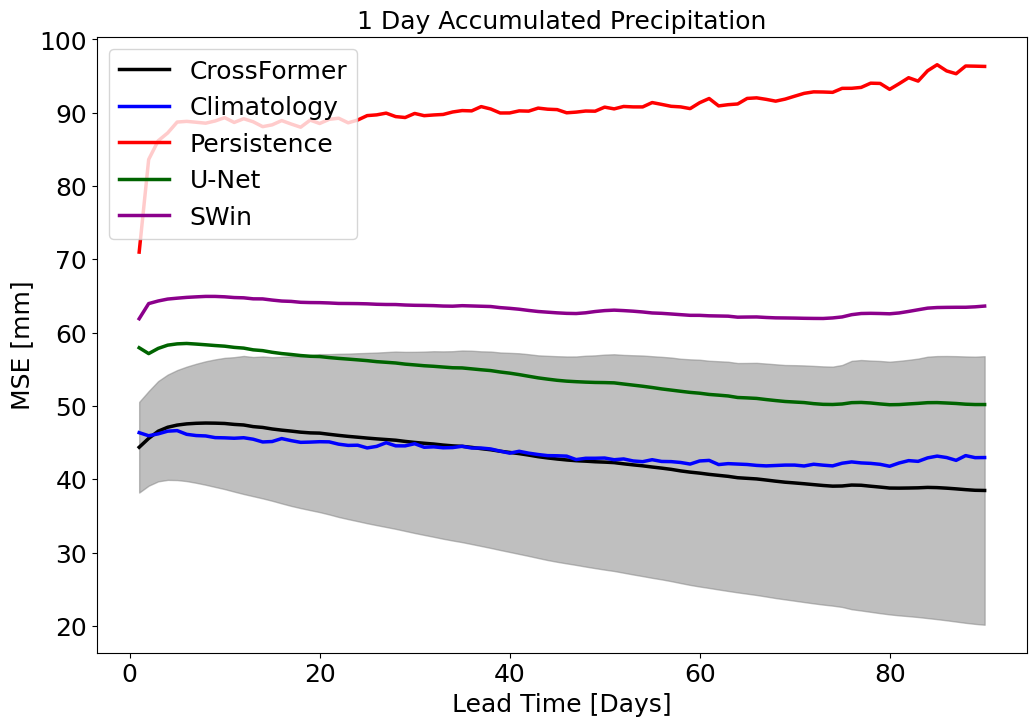 1 Day Accumulated Precipitation
100
90
80
70
60
50
40
30
20
MSE [mm]
CrossFormer
Climatology
Persistence
U-Net
SWin
0
20
40
60
80
Lead Time [Days]